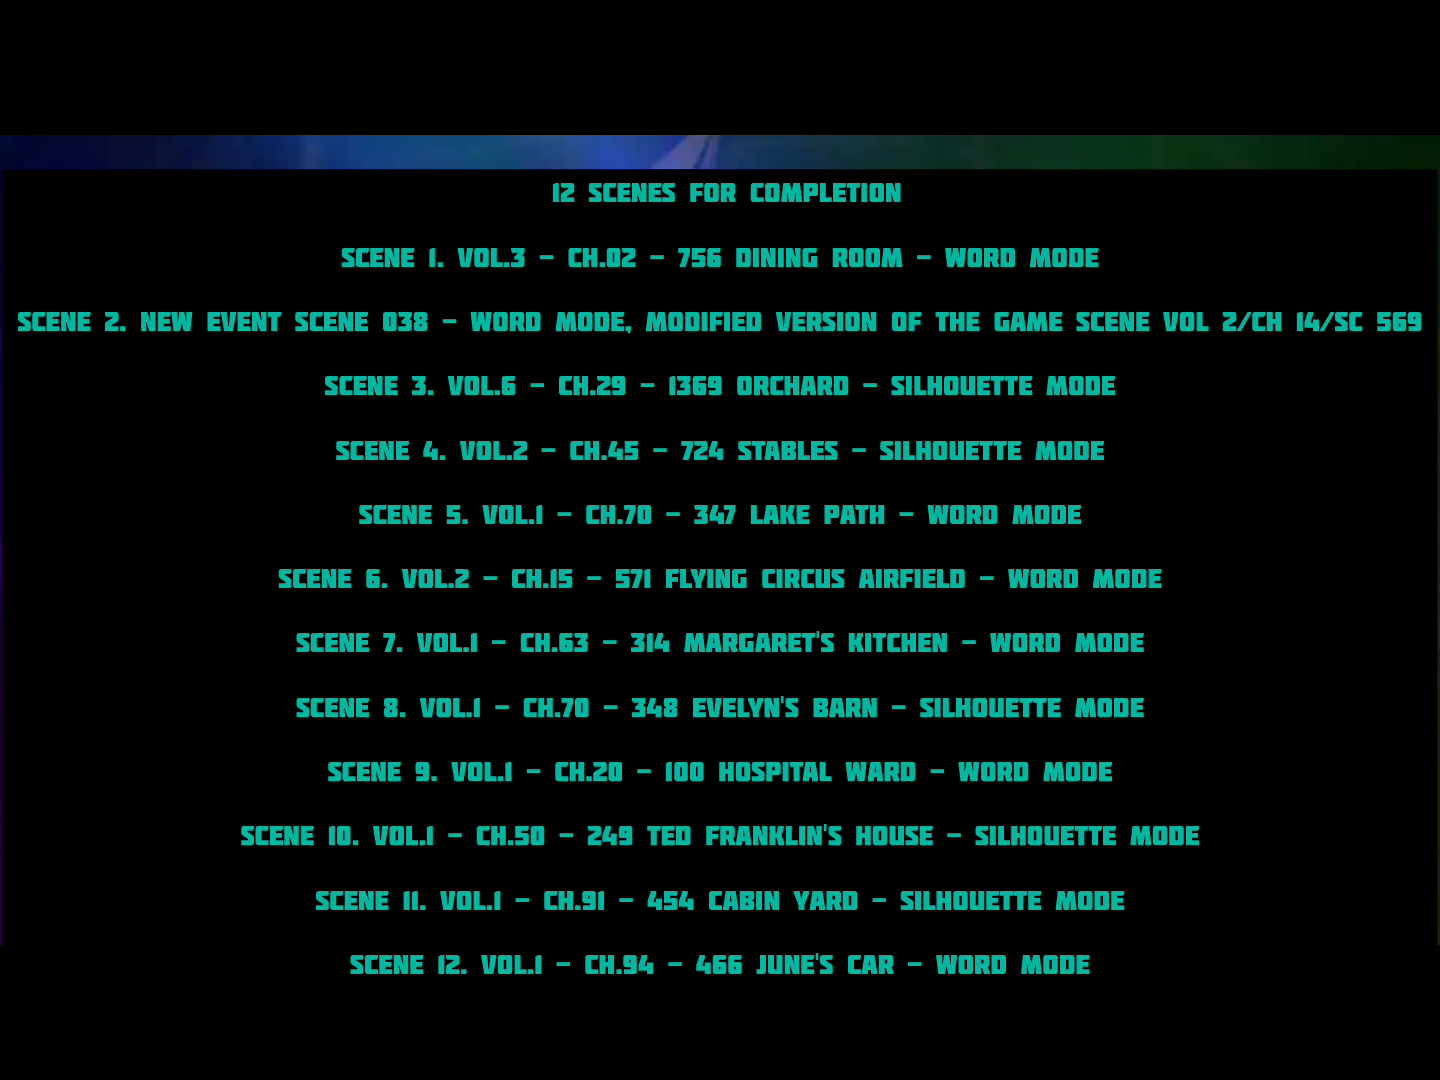 12 SCENES FOR COMPLETION
SCENE 1. VOL.3 - CH.02 - 756 DINING ROOM - WORD MODE
SCENE 2. NEW EVENT SCENE 038 - WORD MODE, MODIFIED VERSION OF THE GAME SCENE VOL 2/CH 14/SC 569
SCENE 3. VOL.6 - CH.29 - 1369 ORCHARD - SILHOUETTE MODE
SCENE 4. VOL.2 - CH.45 - 724 STABLES - SILHOUETTE MODE
SCENE 5. VOL.1 - CH.70 - 347 LAKE PATH - WORD MODE
SCENE 6. VOL.2 - CH.15 - 571 FLYING CIRCUS AIRFIELD - WORD MODE
SCENE 7. VOL.1 - CH.63 - 314 MARGARET'S KITCHEN - WORD MODE
SCENE 8. VOL.1 - CH.70 - 348 EVELYN'S BARN - SILHOUETTE MODE
SCENE 9. VOL.1 - CH.20 - 100 HOSPITAL WARD - WORD MODE
SCENE 10. VOL.1 - CH.50 - 249 TED FRANKLIN'S HOUSE - SILHOUETTE MODE
SCENE 11. VOL.1 - CH.91 - 454 CABIN YARD - SILHOUETTE MODE
SCENE 12. VOL.1 - CH.94 - 466 JUNE'S CAR - WORD MODE